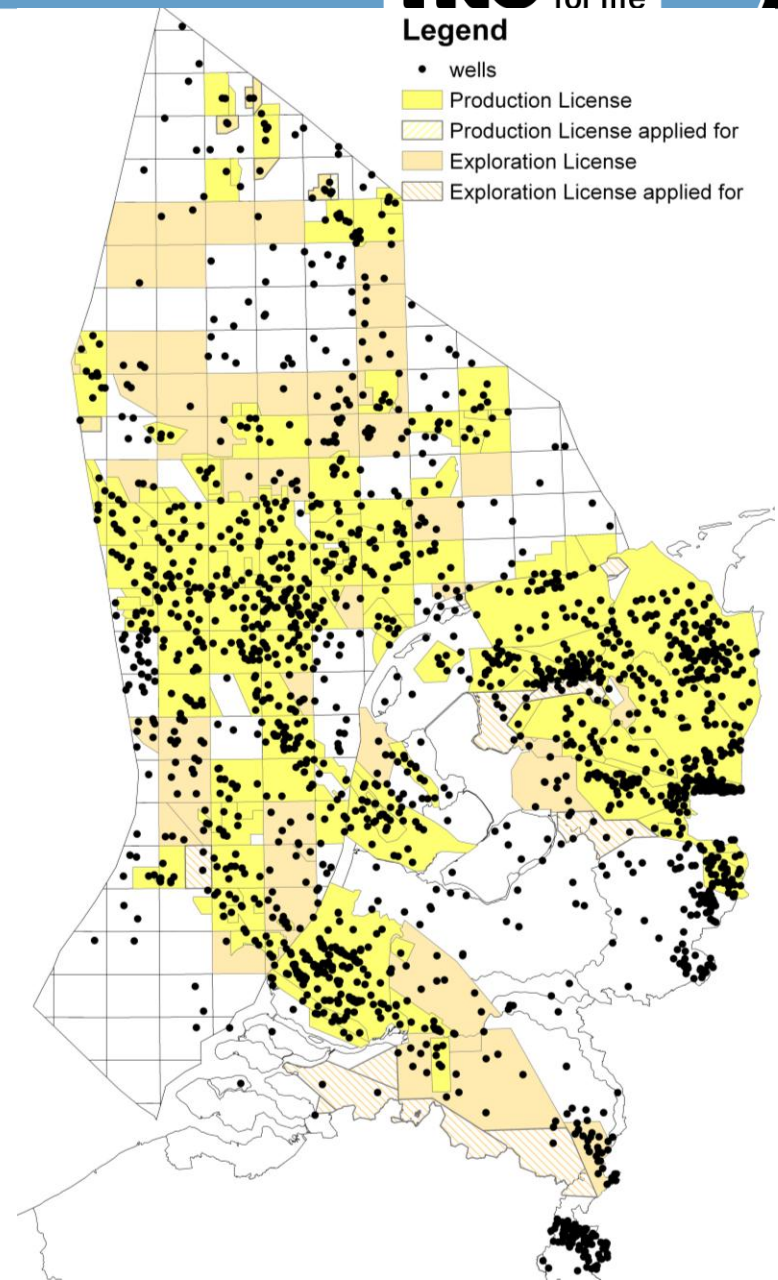 for life
Legend
wells
Production License
Production License applied for
Exploration License
Exploration License applied for